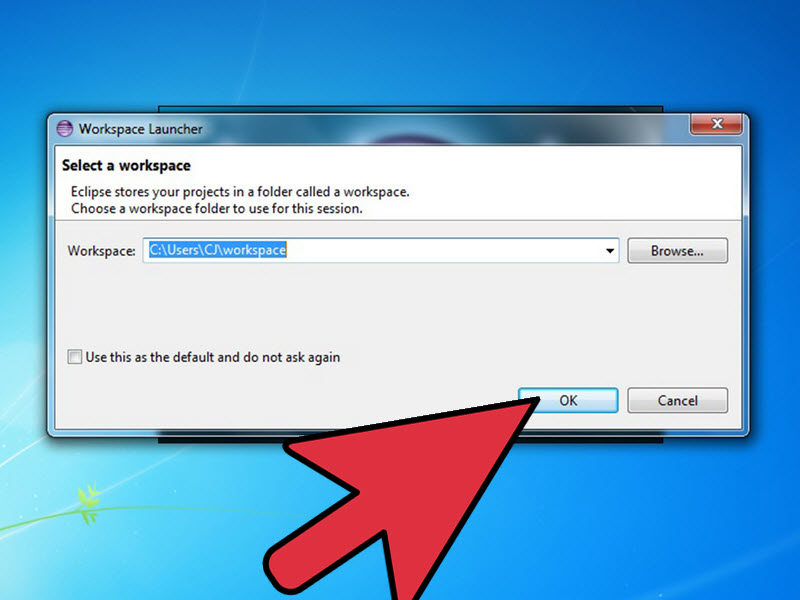 Workspace Launcher
Select a workspace
Eclipse stores your projects in a folder called a workspace.
Choose a workspace folder to use for this session.
Workspace: C:\Users\CJ\workspace Browse...
Use this as the default and do not ask again
OK Cancel